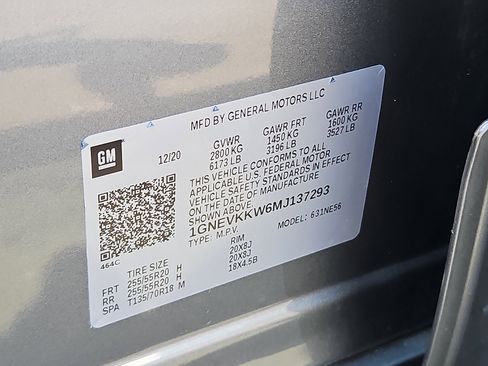 MFD BY GENERAL MOTORS LLC
GM
12/20
GVWR GAWR FRT GAWR RR
2800 KG 1450 KG 1600 KG
6173 LB 3196 LB 3527 LB
THIS VEHICLE CONFORMS TO ALL
APPLICABLE U.S. FEDERAL MOTOR
VEHICLE SAFETY STANDARDS IN EFFECT
ON THE DATE OF MANUFACTURE
SHOWN ABOVE.
1GNEVKKW6MJ137293
TYPE: M.P.V. MODEL: 631NE56
464C
TIRE SIZE RIM
FRT 255/55R20 H 20X8J
RR 255/55R20 H 20X8J
SPA T135/70R18 M 18X4.5B